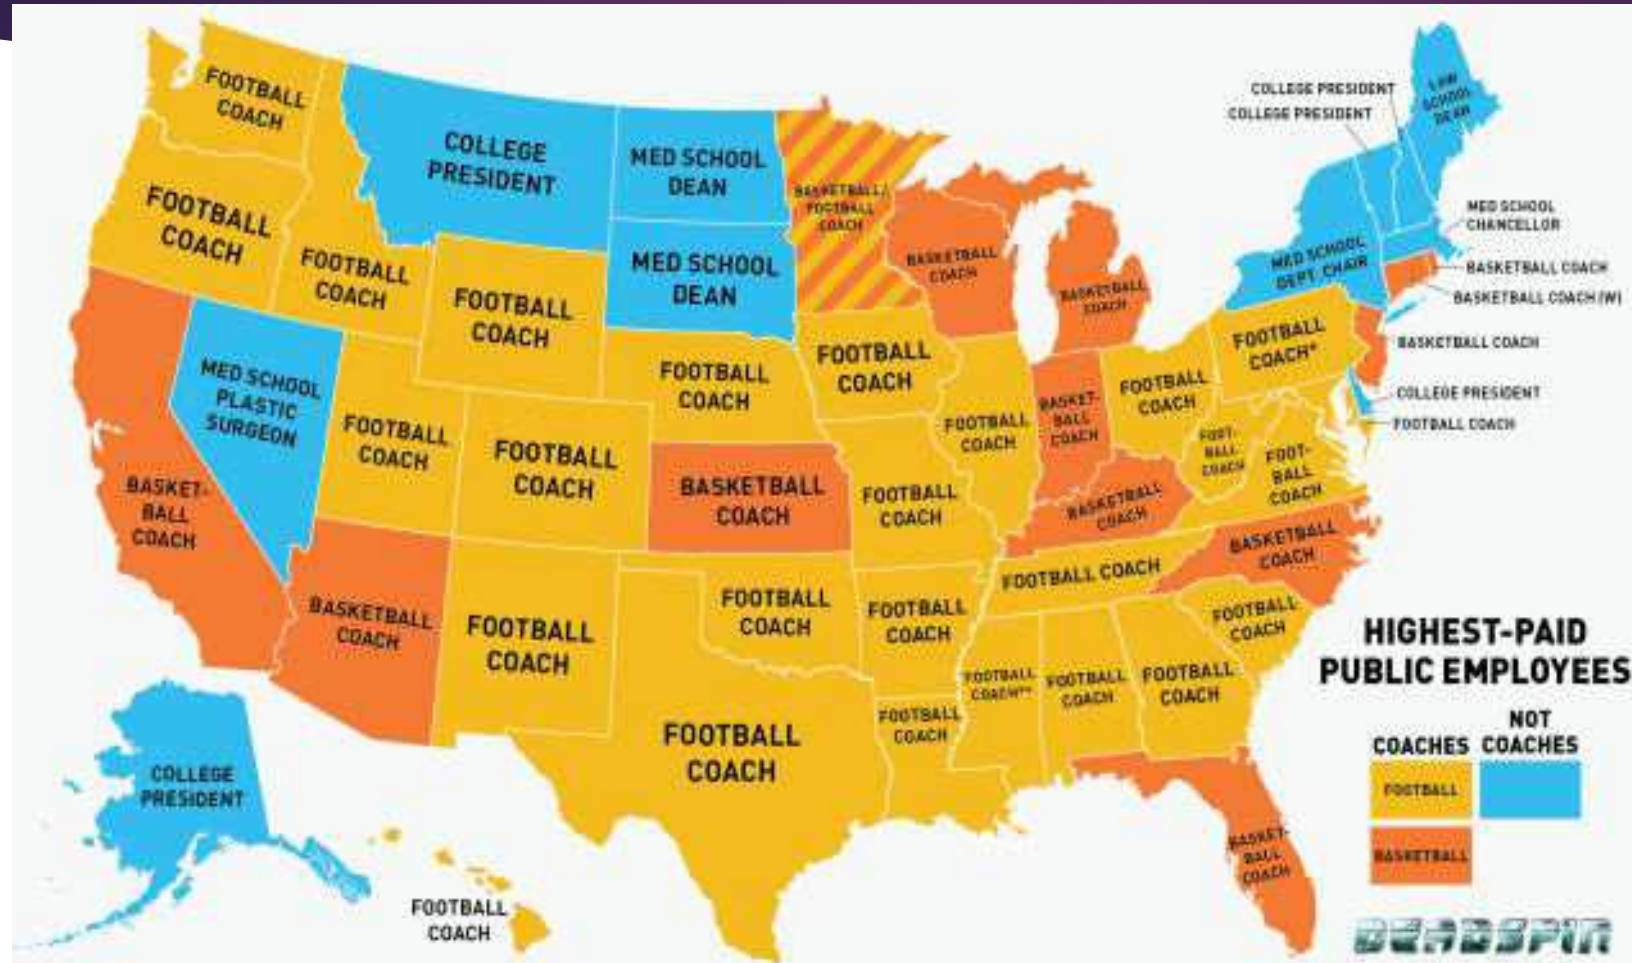 FOOTBALL
COACH
FOOTBALL
COACH
FOOTBALL
COACH
COLLEGE
PRESIDENT
MED SCHOOL
DEAN
MED SCHOOL
DEAN
BASKETBALL/
FOOTBALL
COACH
BASKETBALL
COACH
BASKETBALL
COACH
COLLEGE PRESIDENT
COLLEGE PRESIDENT
LAW
SCHOOL
DEAN
MED SCHOOL
DEPT. CHAIR
MED SCHOOL
CHANCELLOR
BASKETBALL COACH
BASKETBALL COACH (W)
BASKETBALL COACH
COLLEGE PRESIDENT
FOOTBALL COACH
FOOTBALL
COACH
FOOTBALL
COACH
FOOTBALL
COACH
FOOTBALL
COACH
BASKET-
BALL
COACH
FOOTBALL
COACH
FOOTBALL
COACH*
MED SCHOOL
PLASTIC
SURGEON
FOOTBALL
COACH
FOOTBALL
COACH
BASKETBALL
COACH
FOOTBALL
COACH
BASKETBALL
COACH
FOOT-
BALL
COACH
FOOT-
BALL
COACH
BASKET-
BALL
COACH
BASKETBALL
COACH
FOOTBALL
COACH
FOOTBALL
COACH
FOOTBALL
COACH
FOOTBALL COACH
BASKETBALL
COACH
FOOTBALL
COACH
FOOTBALL
COACH**
FOOTBALL
COACH
FOOTBALL
COACH
FOOTBALL
COACH
FOOTBALL
COACH
BASKET-
BALL
COACH
COLLEGE
PRESIDENT
FOOTBALL
COACH
HIGHEST-PAID
PUBLIC EMPLOYEES
COACHES
NOT
COACHES
FOOTBALL
BASKETBALL
DEADSPIN